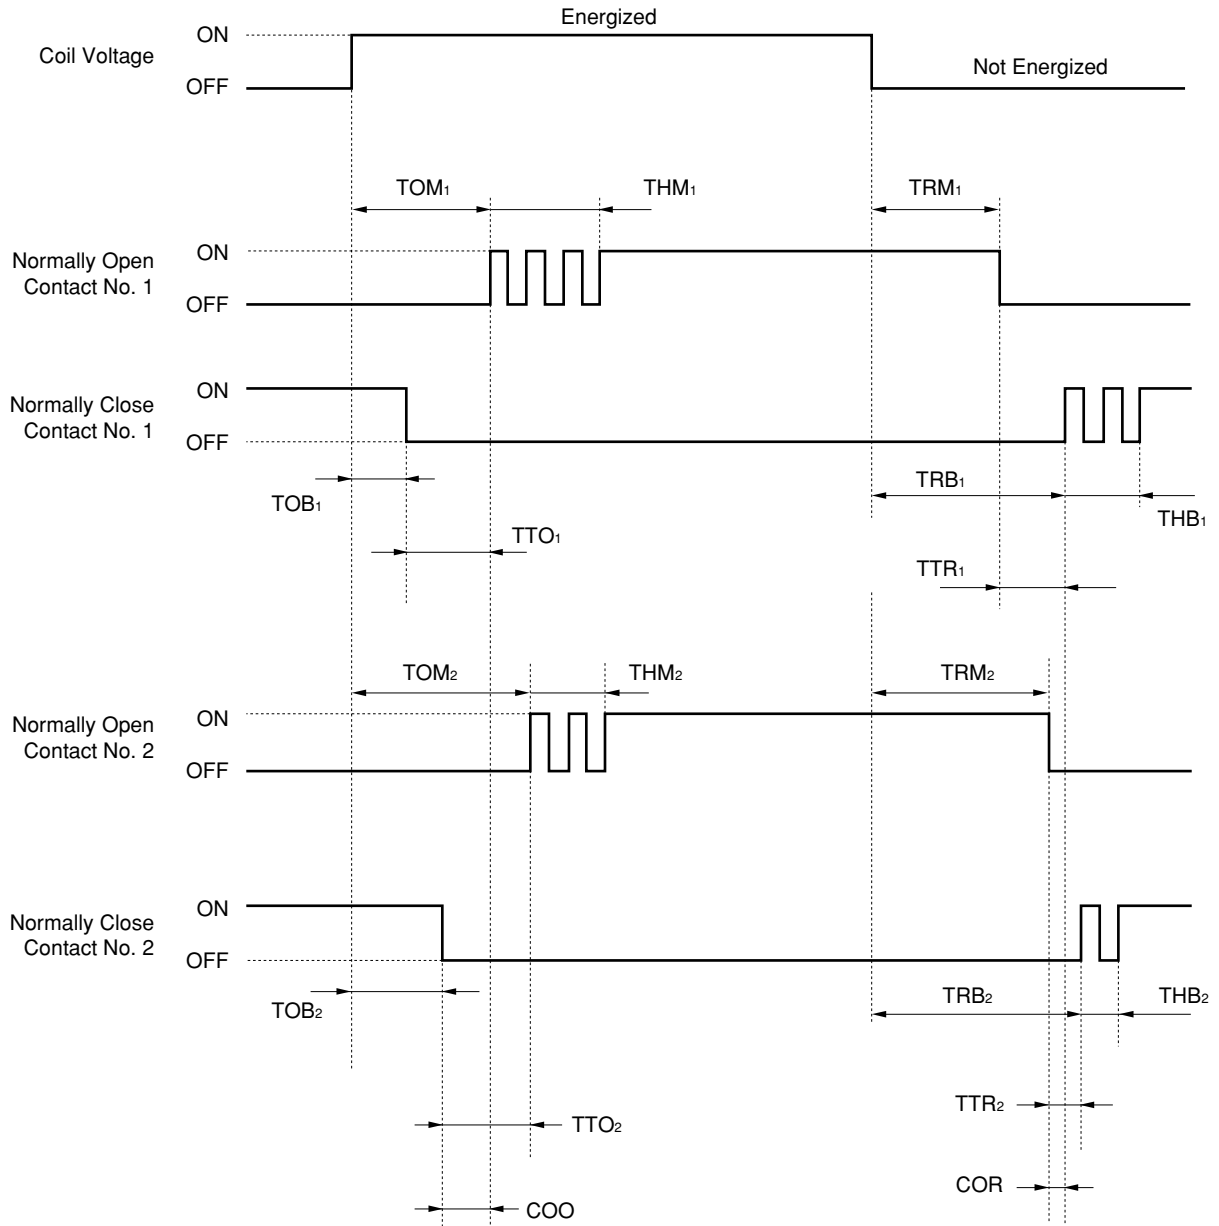 Energized
ON
Coil Voltage
Not Energized
OFF
TOM1
THM1
TRM1
ON
Normally Open
Contact No. 1
OFF
ON
Normally Close
Contact No. 1
OFF
TRB1
TOB1
THB1
TTO1
TTR1
TOM2
THM2
TRM2
ON
Normally Open
Contact No. 2
OFF
ON
Normally Close
Contact No. 2
OFF
TRB2
THB2
TOB2
TTR2
TTO2
COR
COO